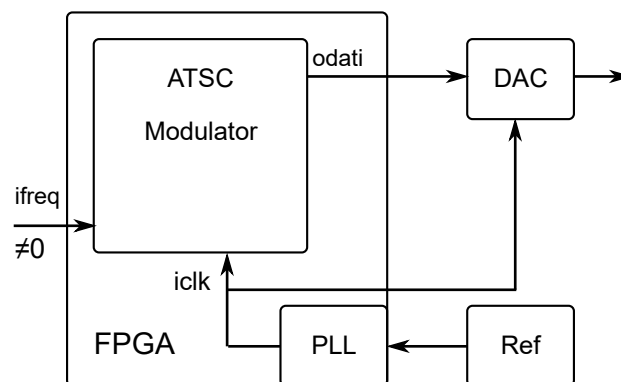 ATSC
Modulator
odati
DAC
ifreq
≠0
iclk
FPGA
PLL
Ref